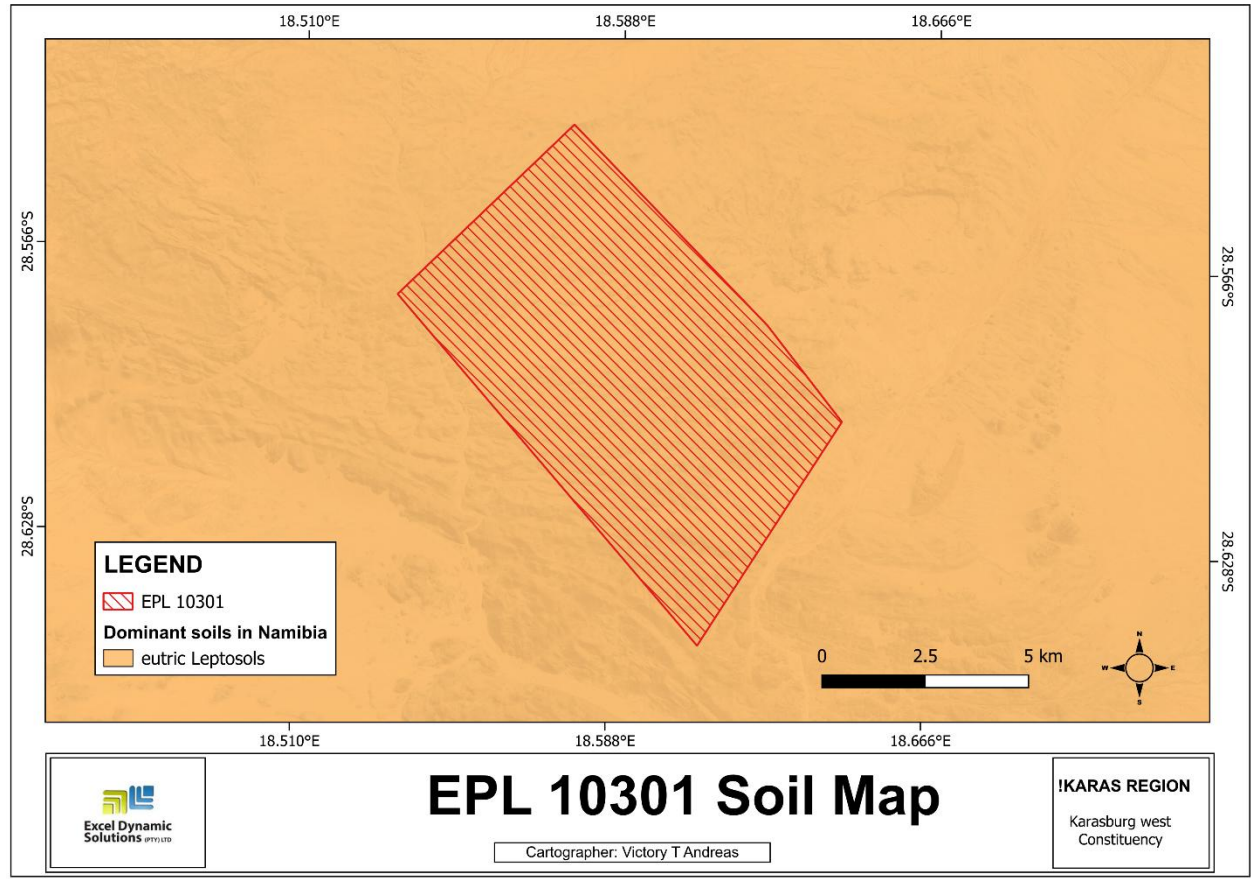 18.510°E 18.588°E 18.666°E
28.566°S
28.566°S
28.628°S
28.628°S
LEGEND
EPL 10301
Dominant soils in Namibia
eutric Leptosols
0 2.5 5 km
N
W E
S
18.510°E 18.588°E 18.666°E
Excel Dynamic
Solutions (PTY) LTD
EPL 10301 Soil Map
Cartographer: Victory T Andreas
!KARAS REGION
Karasburg west
Constituency